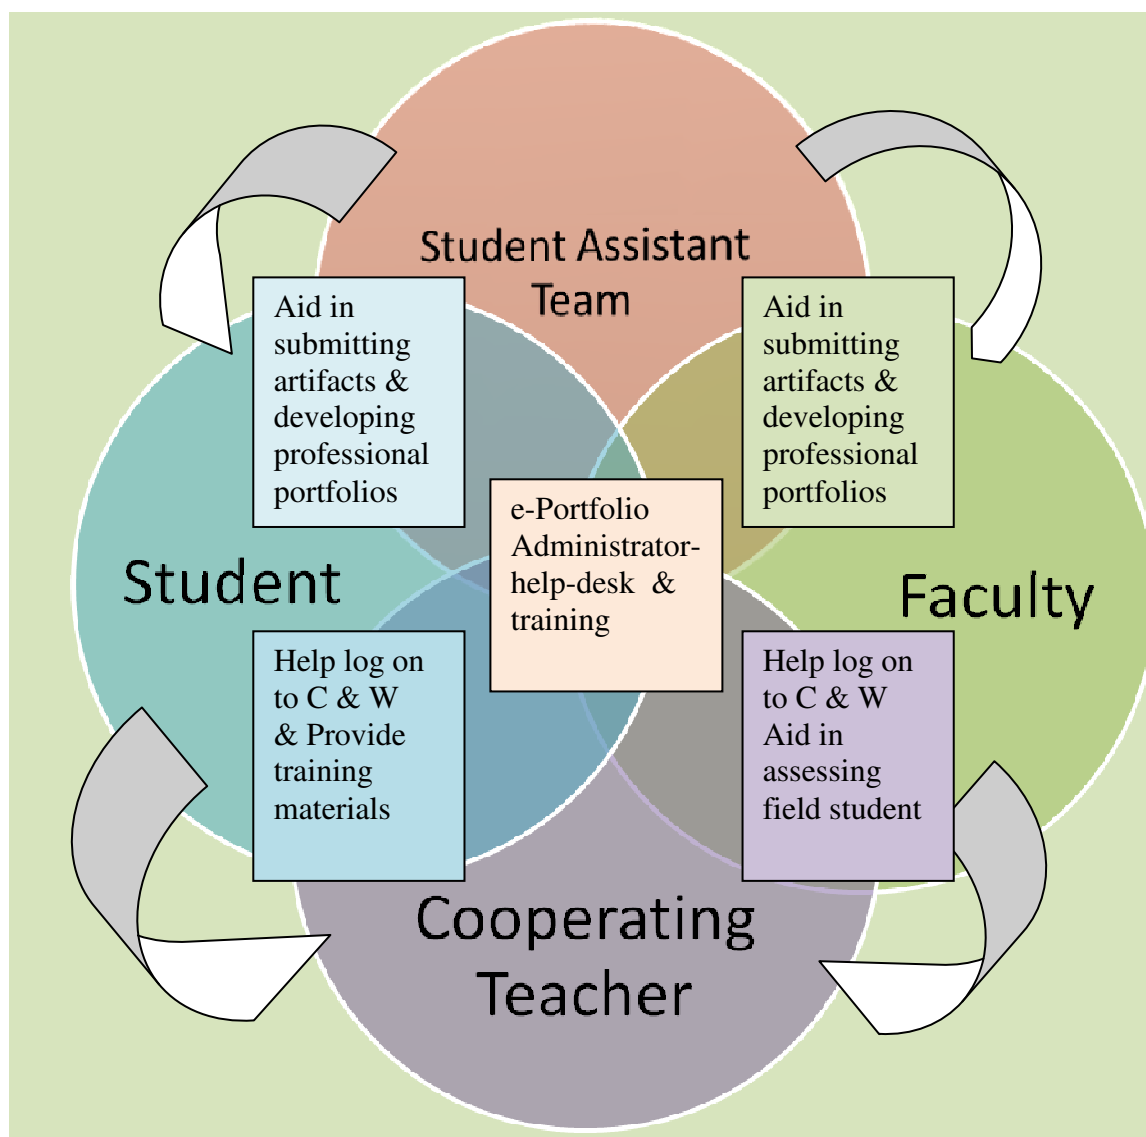 Student Assistant
Team
Aid in
submitting
artifacts &
developing
professional
portfolios
Aid in
submitting
artifacts &
developing
professional
portfolios
e-Portfolio
Administrator-
help-desk &
training
Student
Faculty
Help log on
to C & W
& Provide
training
materials
Help log on
to C & W
Aid in
assessing
field student
Cooperating
Teacher